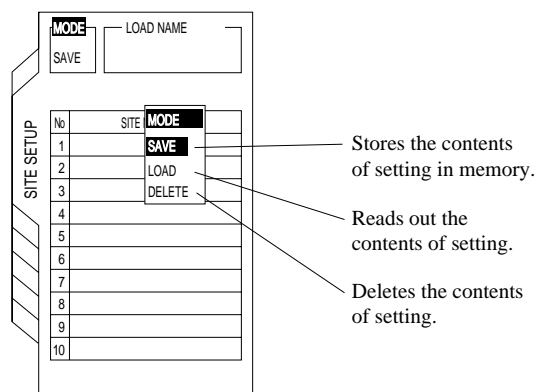 MODE
LOAD NAME
SAVE
SITE SETUP
No
SITE
MODE
1
SAVE
2
LOAD
3
DELETE
4
5
6
7
8
9
10
Stores the contents
of setting in memory.
Reads out the
contents of setting.
Deletes the contents
of setting.